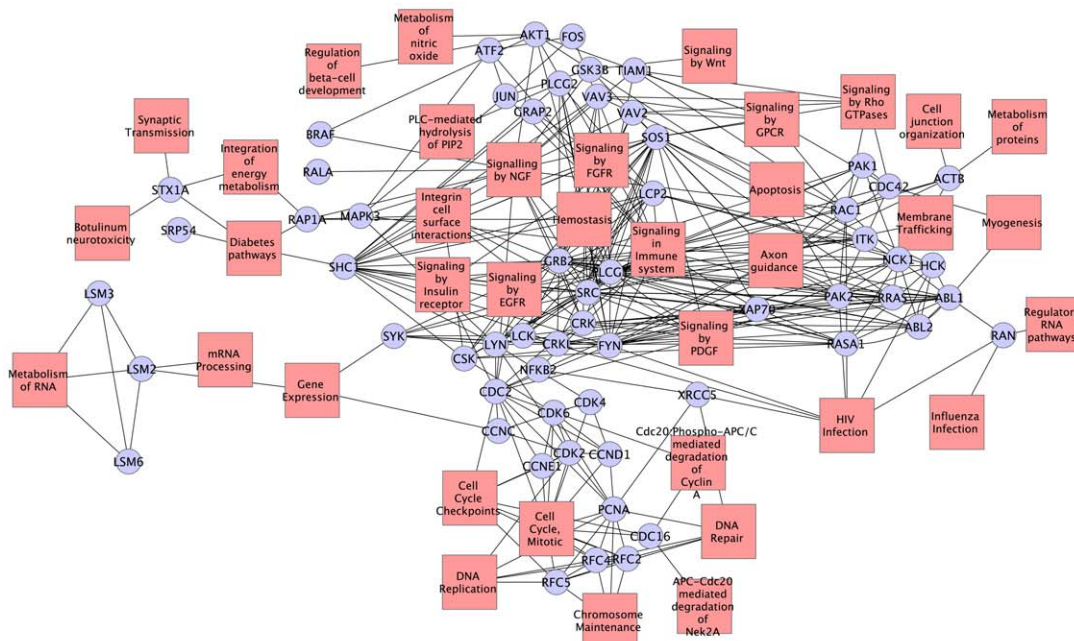 Metabolism
of nitric
oxide
AKT1
FOS
Regulation
of
beta-cell
development
ATF2
GSK3B
TIAM1
Signaling
by Wnt
PLCG2
VAV3
JUN
GRAP2
VAV2
Signaling
by
GPCR
Signaling
by Rho
GTPases
Cell
junction
organization
Metabolism
of
proteins
Synaptic
Transmission
BRAF
PLC-mediated
hydrolysis
of PIP2
SOS1
Signalling
by NGF
Signaling
by
FGFR
Integration
of
energy
metabolism
RALA
PAK1
CDC42
ACTB
STX1A
LCP2
Apoptosis
RAP1A
MAPK3
Integrin
cell
surface
interactions
Hemostasis
RAC1
Membrane
Trafficking
Myogenesis
Botulinum
neurotoxicity
SRP54
Diabetes
pathways
ITK
Signaling
in
Immune
system
Axon
guidance
SHC1
GRB2
PLCG
NCK1
HCK
Signaling
by
Insulin
receptor
Signaling
by
EGFR
SRC
PAK2
RRAS
ABL1
LSM3
CRK
ZAP70
ABL2
SYK
LYN
LCK
CRKL
FYN
Signaling
by
PDGF
RASA1
RAN
Regulatory
RNA
pathways
Metabolism
of RNA
LSM2
mRNA
Processing
CSK
NFKB2
Gene
Expression
CDC2
CDK6
CDK4
XRCC5
HIV
Infection
Influenza
Infection
CCNC
CDK2
CCND1
CCNE1
LSM6
Cdc20:Phospho-APC/C
mediated
degradation
of
Cyclin
A
Cell
Cycle
Checkpoints
Cell
Cycle,
Mitotic
PCNA
CDC16
DNA
Repair
RFC4
RFC2
RFC5
DNA
Replication
Chromosome
Maintenance
APC-Cdc20
mediated
degradation
of
Nek2A